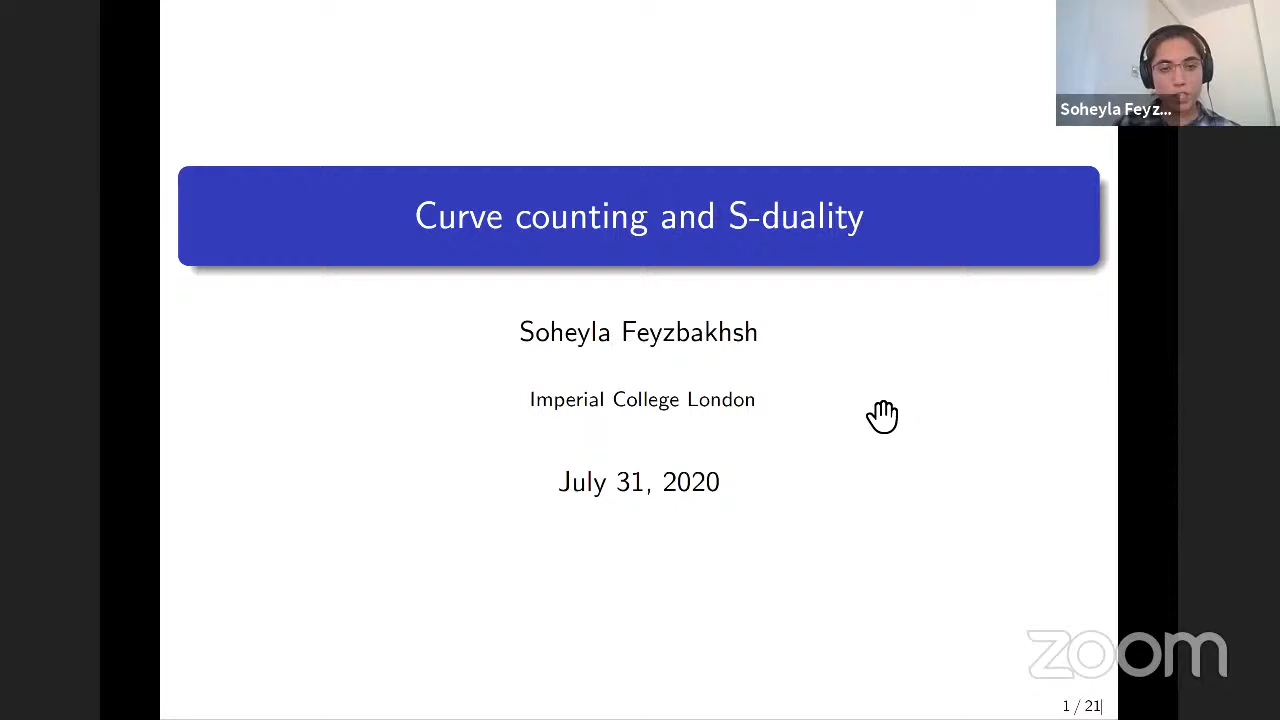 Soheyla Feyz...
Curve counting and S-duality
Soheyla Feyzbakhsh
Imperial College London
July 31, 2020
zoom
1 / 21